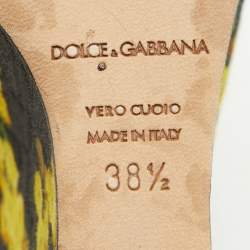 DOLCE & GABBANA
VERO CUOIO
MADE IN ITALY
38½